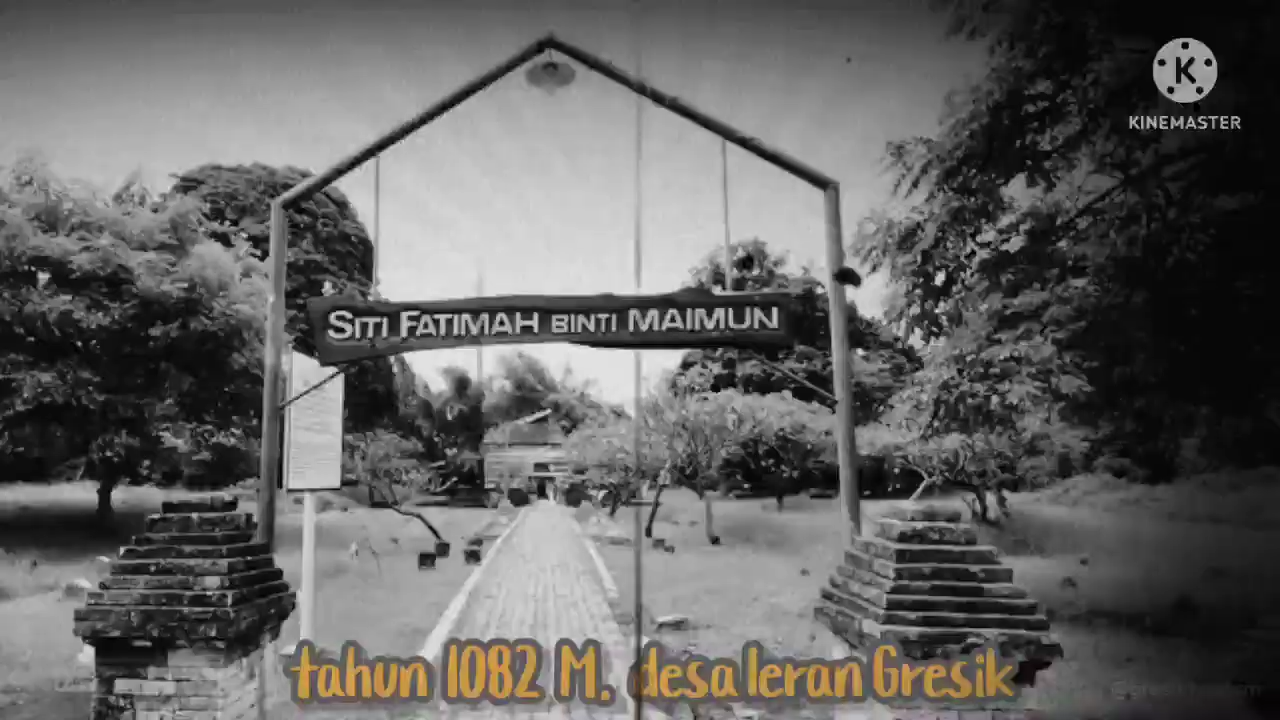 KINEMASTER
SITI FATIMAH BINTI MAIMUN
tahun 1082 M. desa leran Gresik